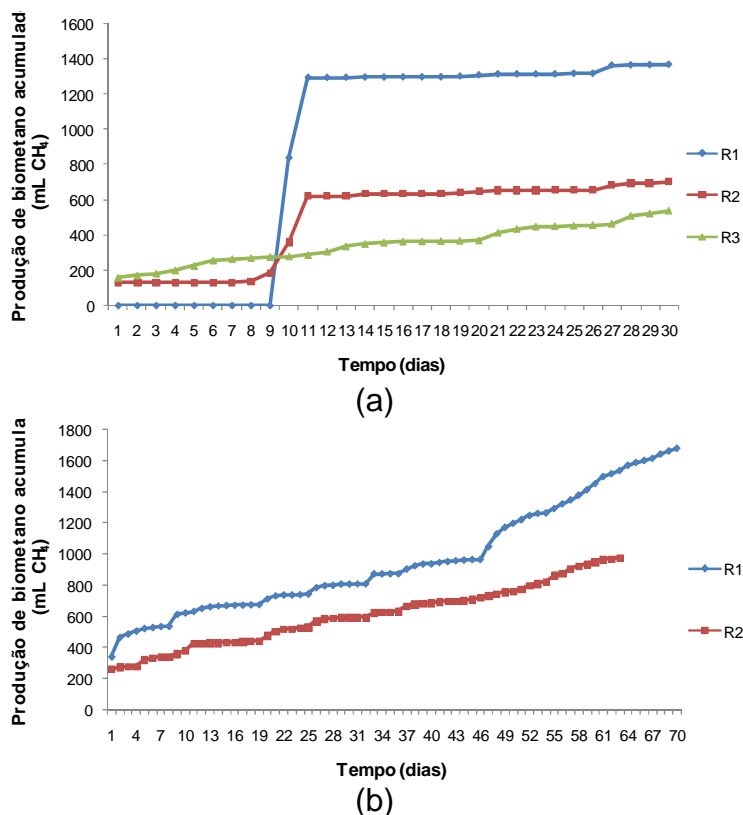 Produção de biometano acumulad
(mL CH₄)
1600
1400
1200
1000
800
600
400
200
0
1 2 3 4 5 6 7 8 9 10 11 12 13 14 15 16 17 18 19 20 21 22 23 24 25 26 27 28 29 30
Tempo (dias)
R1
R2
R3
(a)
Produção de biometano acumula
(mL CH₄)
1800
1600
1400
1200
1000
800
600
400
200
0
1 4 7 10 13 16 19 22 25 28 31 34 37 40 43 46 49 52 55 58 61 64 67 70
Tempo (dias)
R1
R2
(b)